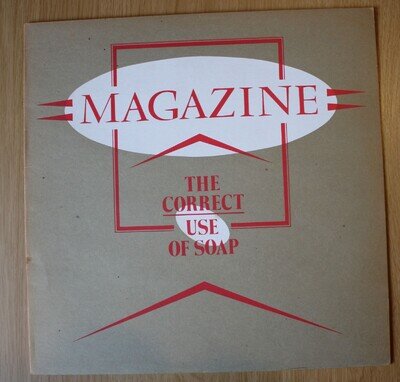 MAGAZINE
THE
CORRECT
USE
OF SOAP